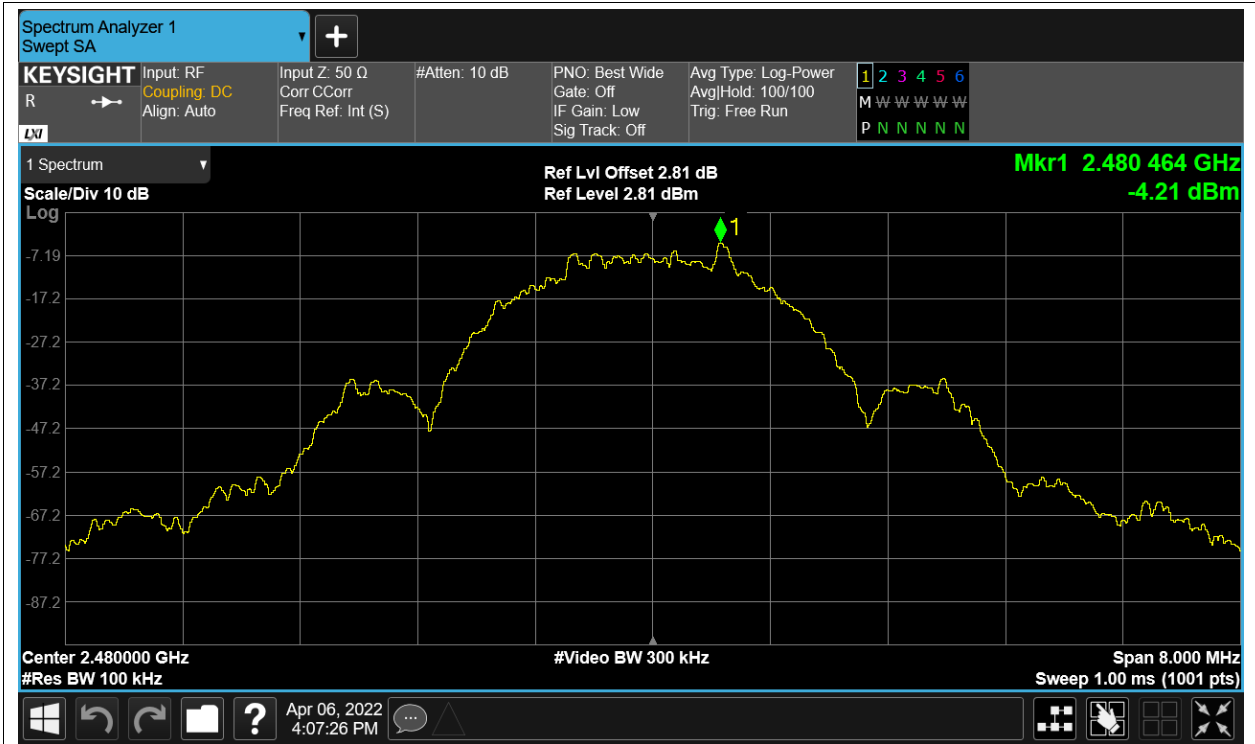 Spectrum Analyzer 1
Swept SA
KEYSIGHT
R
LXI
Input: RF
Coupling: DC
Align: Auto
Input Z: 50 Ω
Corr CCorr
Freq Ref: Int (S)
#Atten: 10 dB
PNO: Best Wide
Gate: Off
IF Gain: Low
Sig Track: Off
Avg Type: Log-Power
Avg|Hold: 100/100
Trig: Free Run
1 2 3 4 5 6
M W W W W W
P N N N N N
1 Spectrum
Scale/Div 10 dB
Log
Ref Lvl Offset 2.81 dB
Ref Level 2.81 dBm
Mkr1 2.480 464 GHz
-4.21 dBm
1
-7.19
-17.2
-27.2
-37.2
-47.2
-57.2
-67.2
-77.2
-87.2
Center 2.480000 GHz
#Res BW 100 kHz
#Video BW 300 kHz
Span 8.000 MHz
Sweep 1.00 ms (1001 pts)
?
Apr 06, 2022
4:07:26 PM